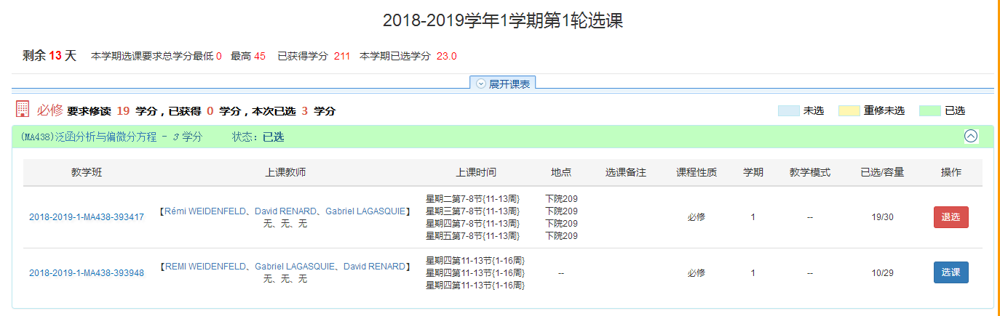 2018-2019学年1学期第1轮选课
剩余 13 天 本学期选课要求总学分最低 0 最高 45 已获得学分 211 本学期已选学分 23.0
展开课表
必修 要求修读 19 学分，已获得 0 学分，本次已选 3 学分 未选 重修未选 已选
(MA438)泛函分析与偏微分方程 - 3 学分 状态：已选
教学班 上课教师 上课时间 地点 选课备注 课程性质 学期 教学模式 已选/容量 操作
星期二第7-8节{11-13周} 下院209
【Rémi WEIDENFELD、David RENARD、Gabriel LAGASQUIE】 星期三第7-8节{11-13周} 下院209
2018-2019-1-MA438-393417 必修 1 -- 19/30 退选
无、无、无 星期四第7-8节{11-13周} 下院209
星期五第7-8节{11-13周} 下院209
星期四第11-13节{1-16周}
【REMI WEIDENFELD、Gabriel LAGASQUIE、David RENARD】
2018-2019-1-MA438-393948 星期四第11-13节{1-16周} -- 必修 1 -- 10/29 选课
无、无、无
星期四第11-13节{1-16周}